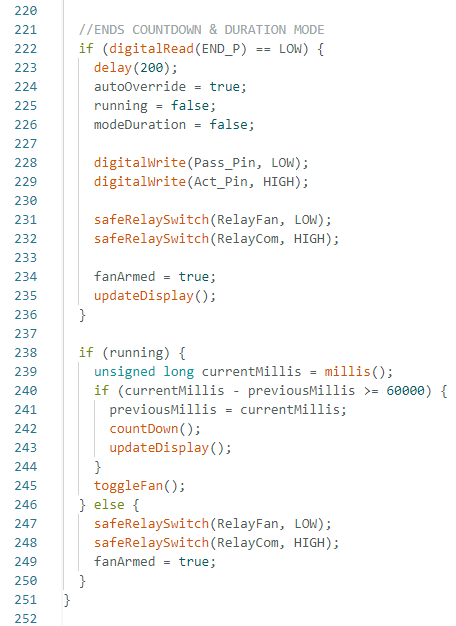 220
221 //ENDS COUNTDOWN & DURATION MODE
222 if (digitalRead(END_P) == LOW) {
223 delay(200);
224 autoOverride = true;
225 running = false;
226 modeDuration = false;
227
228 digitalWrite(Pass_Pin, LOW);
229 digitalWrite(Act_Pin, HIGH);
230
231 safeRelaySwitch(RelayFan, LOW);
232 safeRelaySwitch(RelayCom, HIGH);
233
234 fanArmed = true;
235 updateDisplay();
236 }
237
238 if (running) {
239 unsigned long currentMillis = millis();
240 if (currentMillis - previousMillis >= 60000) {
241 previousMillis = currentMillis;
242 countDown();
243 updateDisplay();
244 }
245 toggleFan();
246 } else {
247 safeRelaySwitch(RelayFan, LOW);
248 safeRelaySwitch(RelayCom, HIGH);
249 fanArmed = true;
250 }
251 }
252